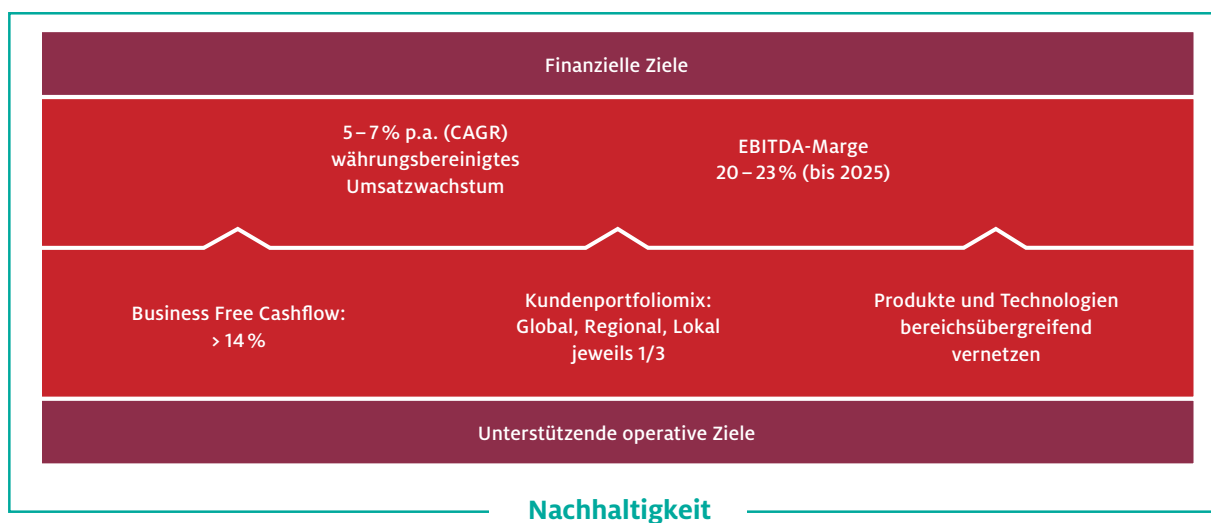 Finanzielle Ziele
5 – 7 % p.a. (CAGR)
währungsbereinigtes
Umsatzwachstum
EBITDA-Marge
20 – 23 % (bis 2025)
Business Free Cashflow:
> 14 %
Kundenportfoliomix:
Global, Regional, Lokal
jeweils 1/3
Produkte und Technologien
bereichsübergreifend
vernetzen
Unterstützende operative Ziele
Nachhaltigkeit